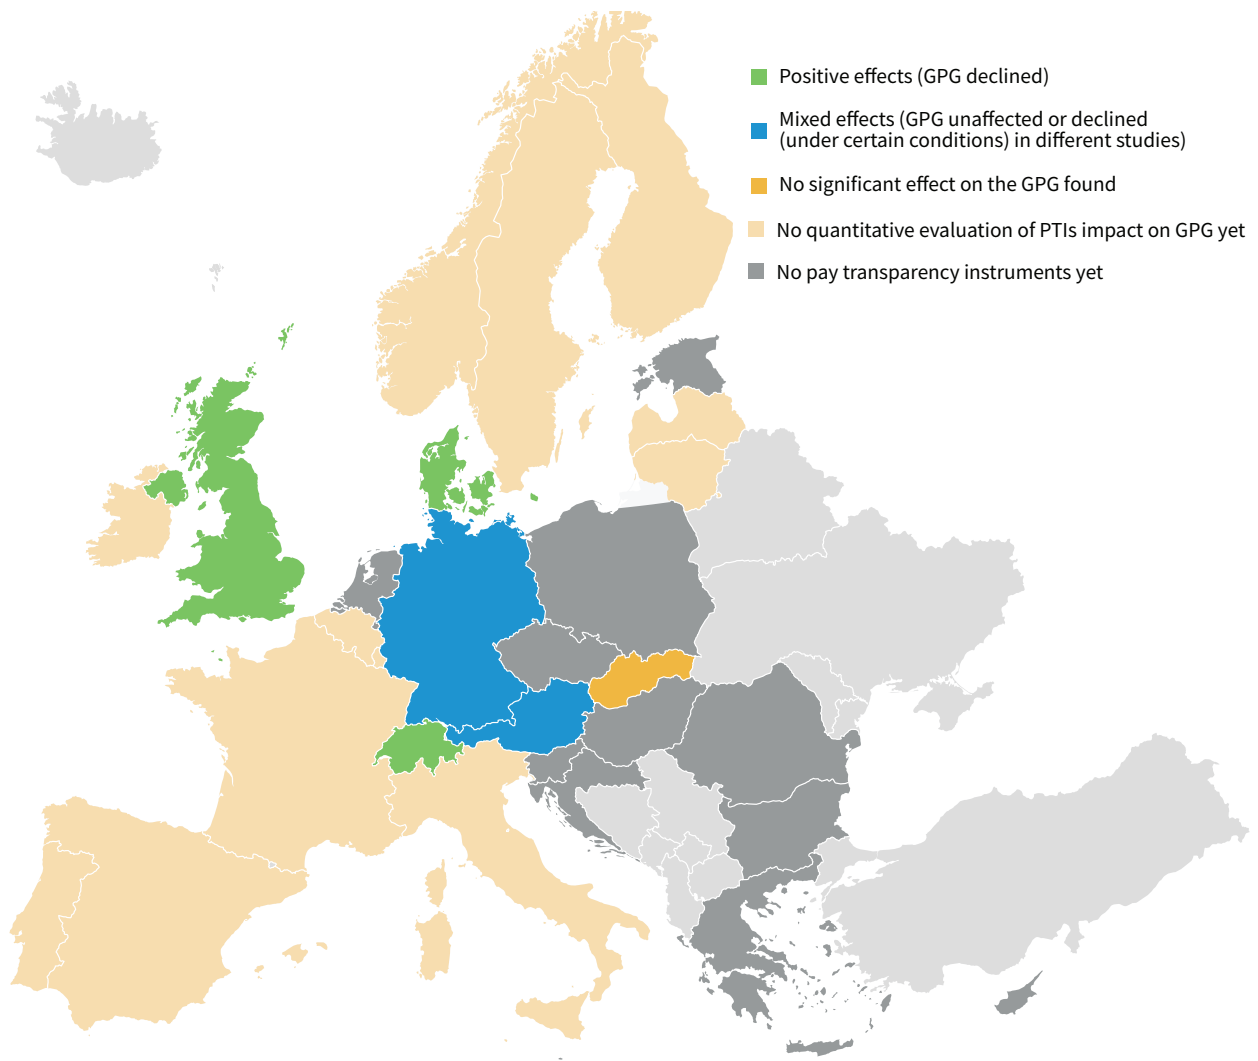 Positive effects (GPG declined)
Mixed effects (GPG unaffected or declined
(under certain conditions) in different studies)
No significant effect on the GPG found
No quantitative evaluation of PTIs impact on GPG yet
No pay transparency instruments yet